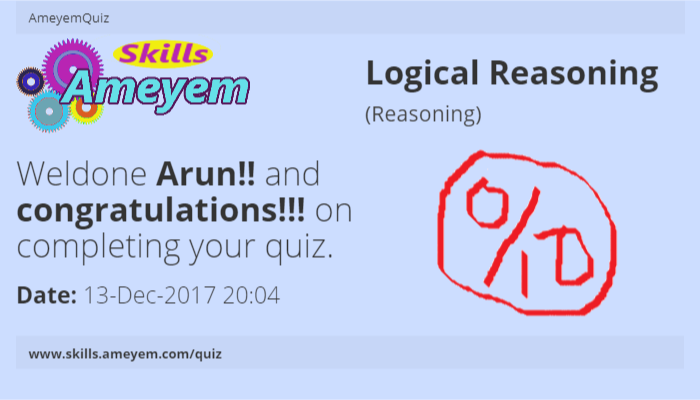 AmeyemQuiz
Skills
Ameyem
Logical Reasoning
(Reasoning)
Weldone Arun!! and
congratulations!!! on
completing your quiz.
Date: 13-Dec-2017 20:04
0/10
www.skills.ameyem.com/quiz